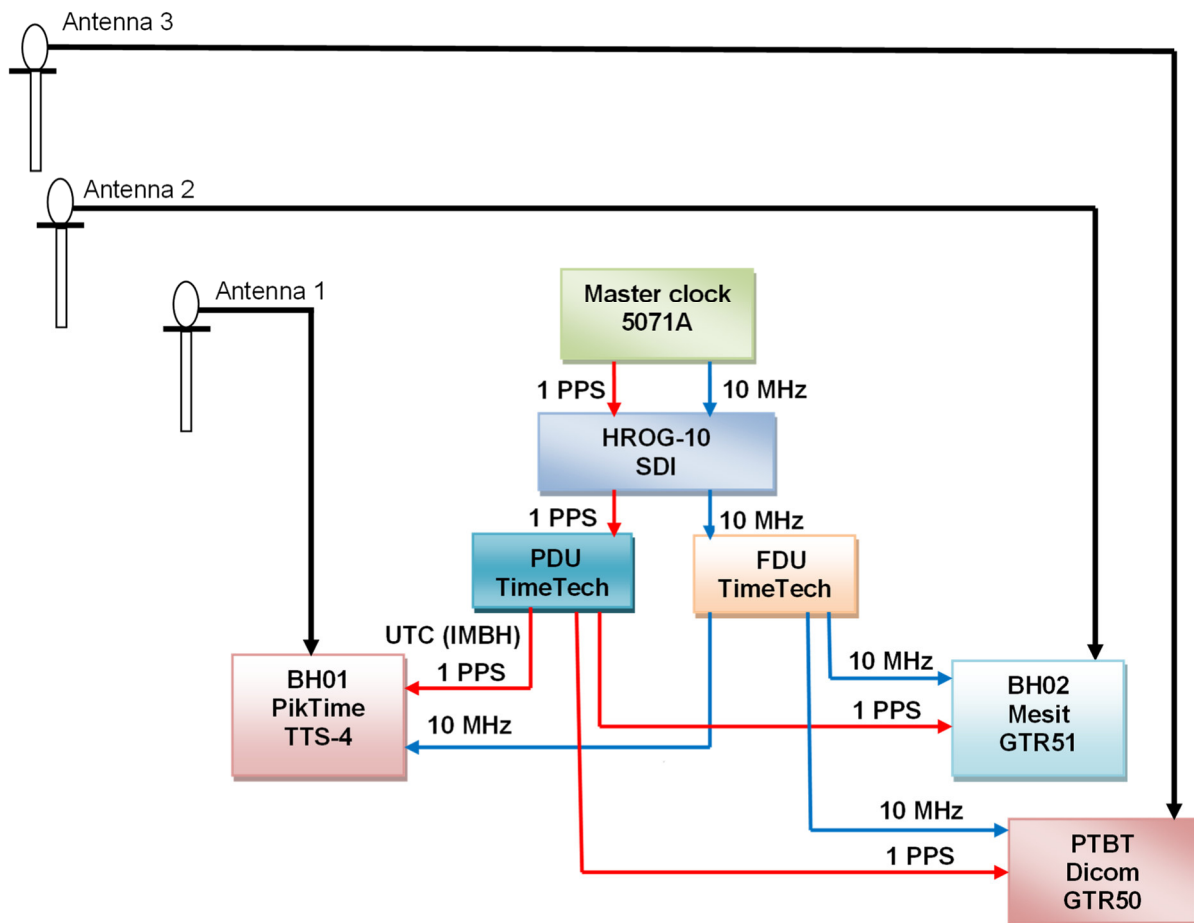 Antenna 3
Antenna 2
Antenna 1
Master clock
5071A
1 PPS
10 MHz
HROG-10
SDI
1 PPS
10 MHz
PDU
TimeTech
FDU
TimeTech
UTC (IMBH)
1 PPS
10 MHz
BH01
PikTime
TTS-4
10 MHz
1 PPS
BH02
Mesit
GTR51
10 MHz
1 PPS
PTBT
Dicom
GTR50